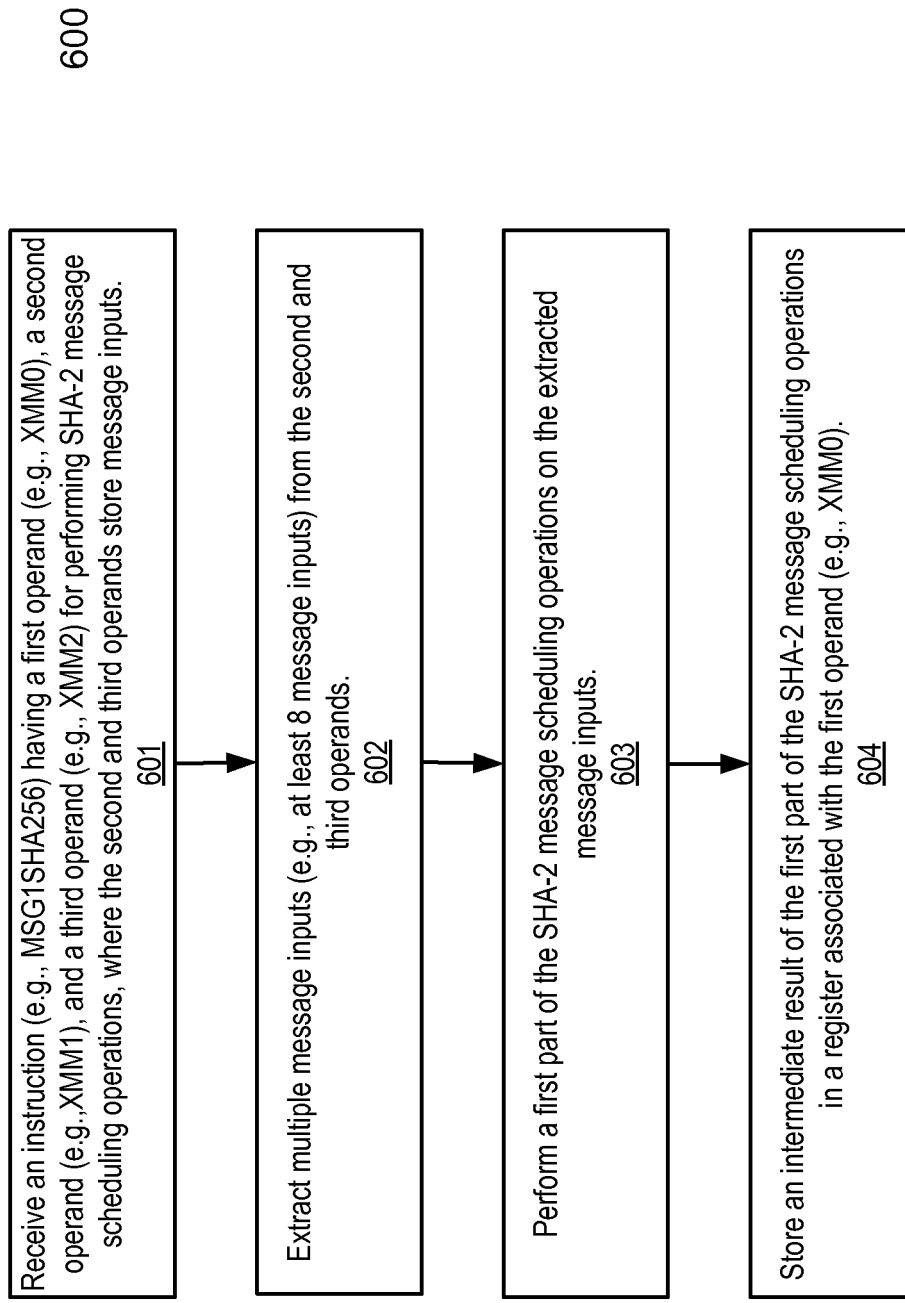 600
Receive an instruction (e.g., MSG1SHA256) having a first operand (e.g., XMM0), a second
operand (e.g.,XMM1), and a third operand (e.g., XMM2) for performing SHA-2 message
scheduling operations, where the second and third operands store message inputs.
601
Extract multiple message inputs (e.g., at least 8 message inputs) from the second and
third operands.
602
Perform a first part of the SHA-2 message scheduling operations on the extracted
message inputs.
603
Store an intermediate result of the first part of the SHA-2 message scheduling operations
in a register associated with the first operand (e.g., XMM0).
604